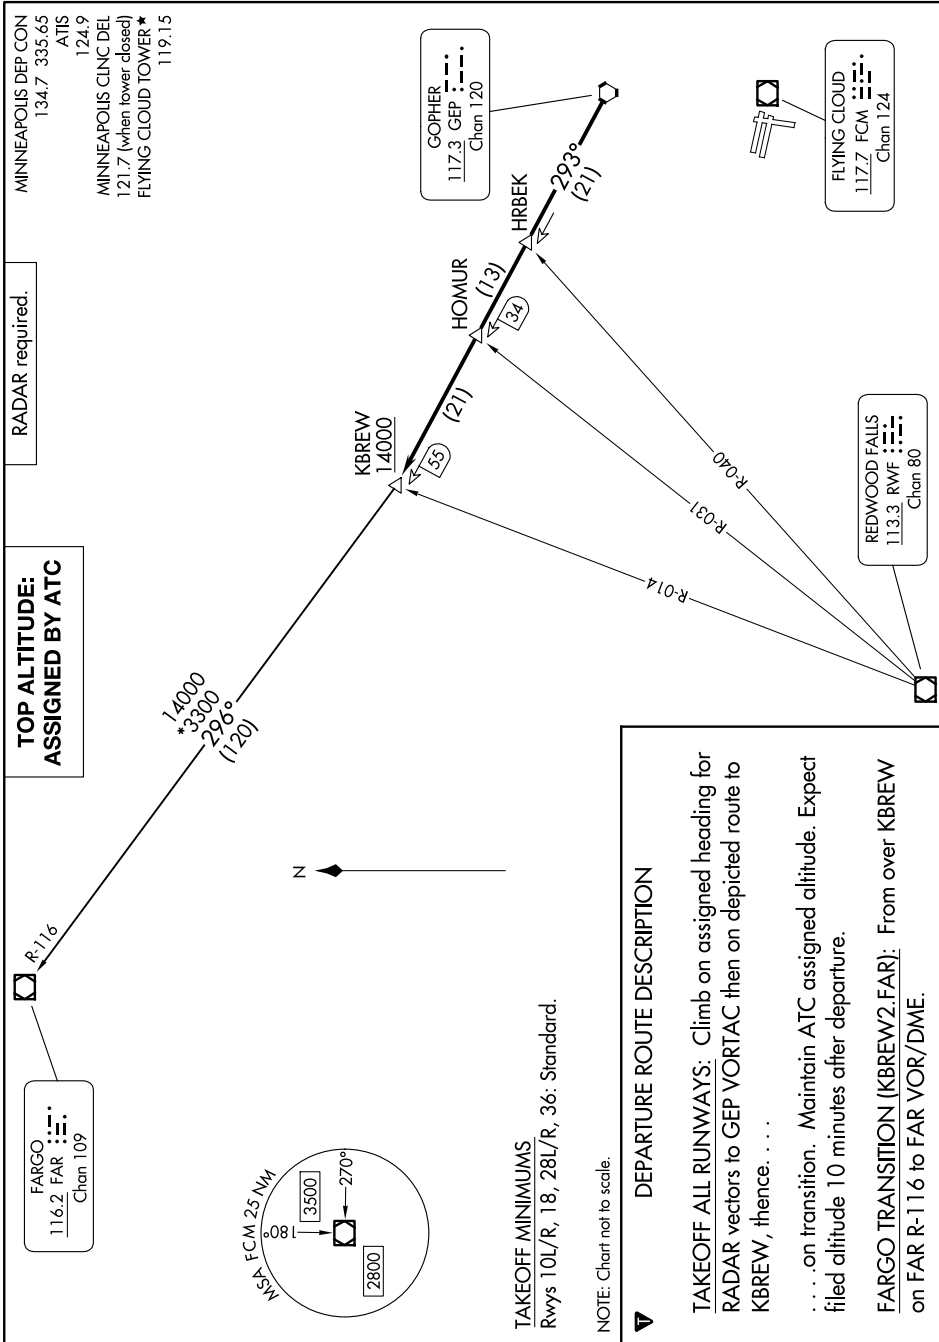 MINNEAPOLIS DEP CON
134.7 335.65
ATIS
124.9
MINNEAPOLIS CLNC DEL
121.7 (when tower closed)
FLYING CLOUD TOWER★
119.15
RADAR required.
TOP ALTITUDE:
ASSIGNED BY ATC
FARGO
116.2 FAR
Chan 109
R-116
14000
*3300
296°
(120)
KBREW
14000
55
(21)
HOMUR
34
(13)
HRBEK
293°
(21)
GOPHER
117.3 GEP
Chan 120
FLYING CLOUD
117.7 FCM
Chan 124
R-014
R-031
R-040
REDWOOD FALLS
113.3 RWF
Chan 80
N
MSA FCM 25 NM
180°
3500
270°
2800
TAKEOFF MINIMUMS
Rwys 10L/R, 18, 28L/R, 36: Standard.
NOTE: Chart not to scale.
T
DEPARTURE ROUTE DESCRIPTION
TAKEOFF ALL RUNWAYS: Climb on assigned heading for
RADAR vectors to GEP VORTAC then on depicted route to
KBREW, thence. . . .
. . . .on transition. Maintain ATC assigned altitude. Expect
filed altitude 10 minutes after departure.
FARGO TRANSITION (KBREW2.FAR): From over KBREW
on FAR R-116 to FAR VOR/DME.